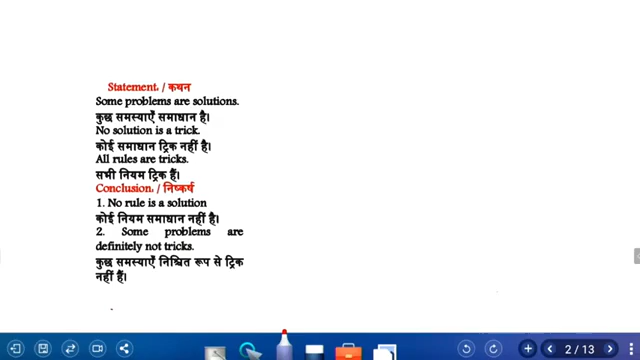 Statement: / कथन
Some problems are solutions.
कुछ समस्याएँ समाधान है।
No solution is a trick.
कोई समाधान ट्रिक नहीं है।
All rules are tricks.
सभी नियम ट्रिक हैं।
Conclusion: / निष्कर्ष
1. No rule is a solution
कोई नियम समाधान नहीं है।
2. Some problems are
definitely not tricks.
कुछ समस्याएँ निश्चित रूप से ट्रिक
नहीं हैं।
2 / 13